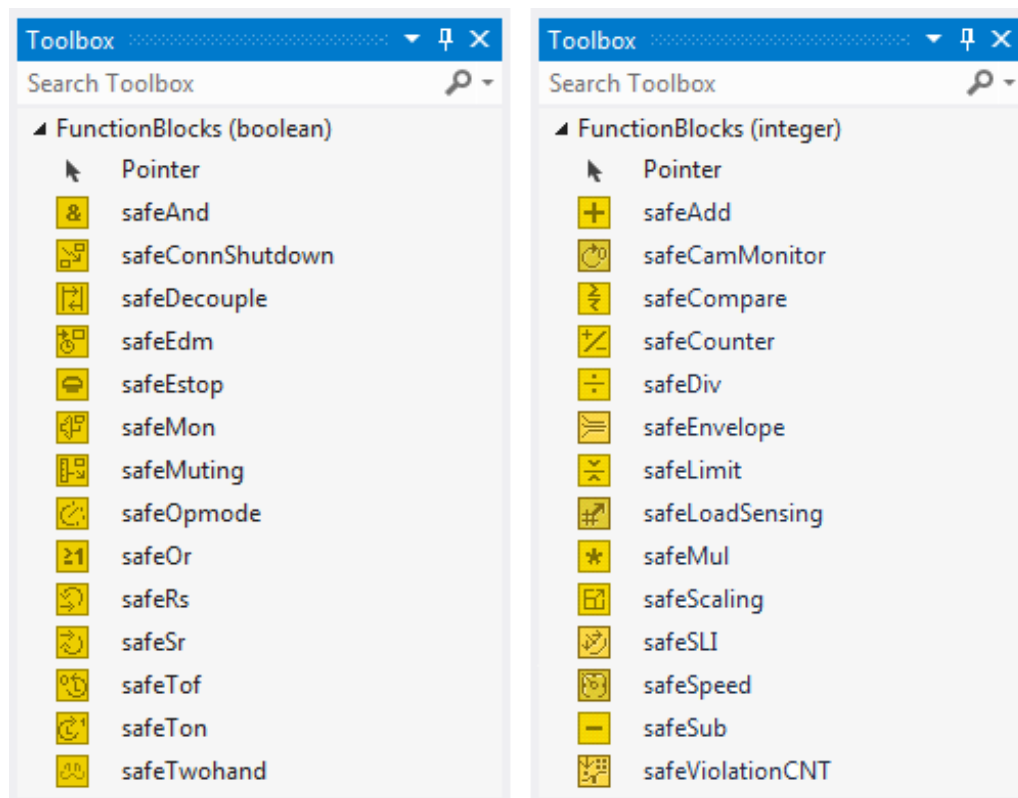 Toolbox
Search Toolbox
FunctionBlocks (boolean)
Pointer
& safeAnd
safeConnShutdown
safeDecouple
safeEdm
safeEstop
safeMon
safeMuting
safeOpmode
≥1 safeOr
safeRs
safeSr
safeTof
safeTon
safeTwohand
Toolbox
Search Toolbox
FunctionBlocks (integer)
Pointer
+ safeAdd
safeCamMonitor
safeCompare
+/- safeCounter
÷ safeDiv
safeEnvelope
safeLimit
safeLoadSensing
* safeMul
safeScaling
safeSLI
safeSpeed
- safeSub
safeViolationCNT